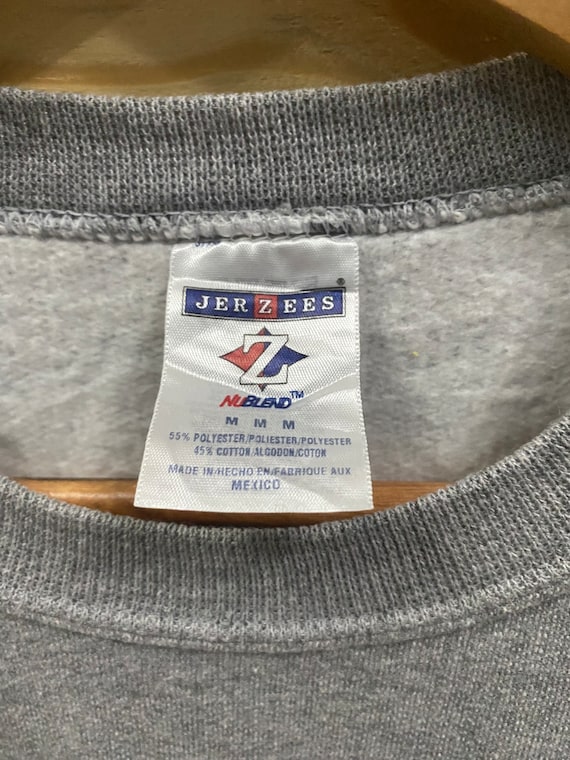 JERZEES®
Z
NUBLEND™
M M M
55% POLYESTER/POLIESTER/POLYESTER
45% COTTON/ALGODON/COTON
MADE IN/HECHO EN/FABRIQUE AUX
MEXICO